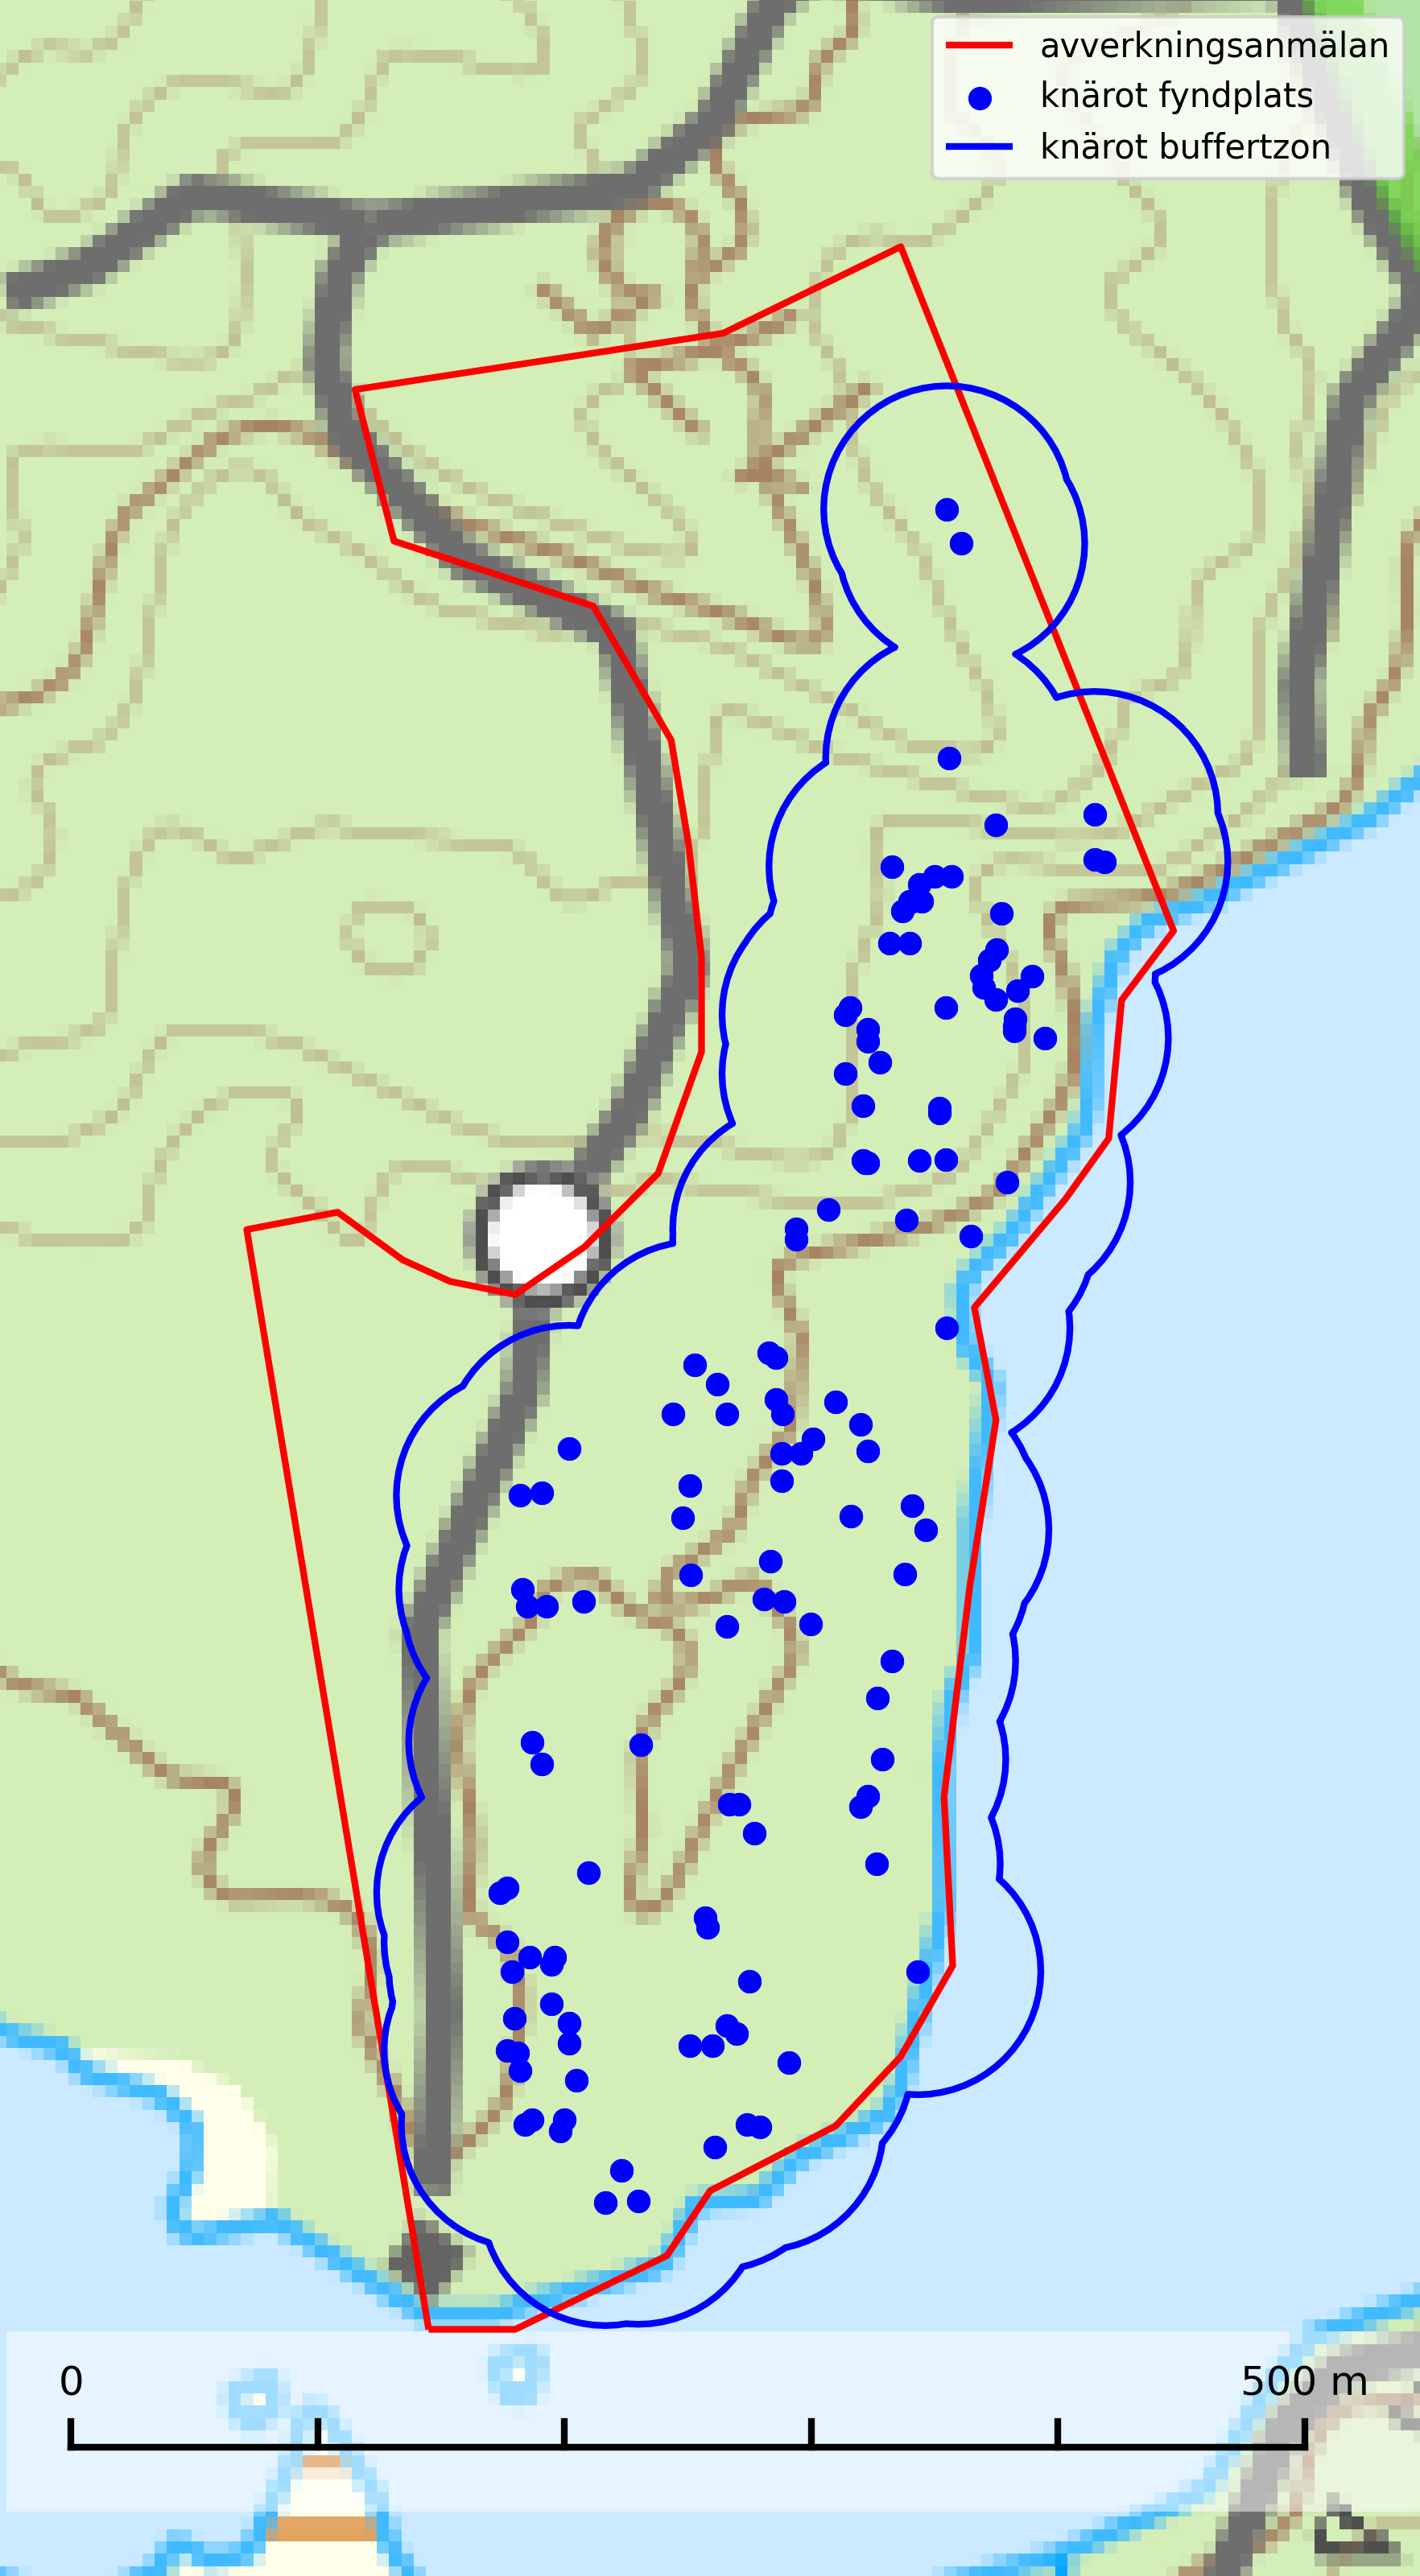 avverkningsanmälan
knärot fyndplats
knärot buffertzon
0 500 m